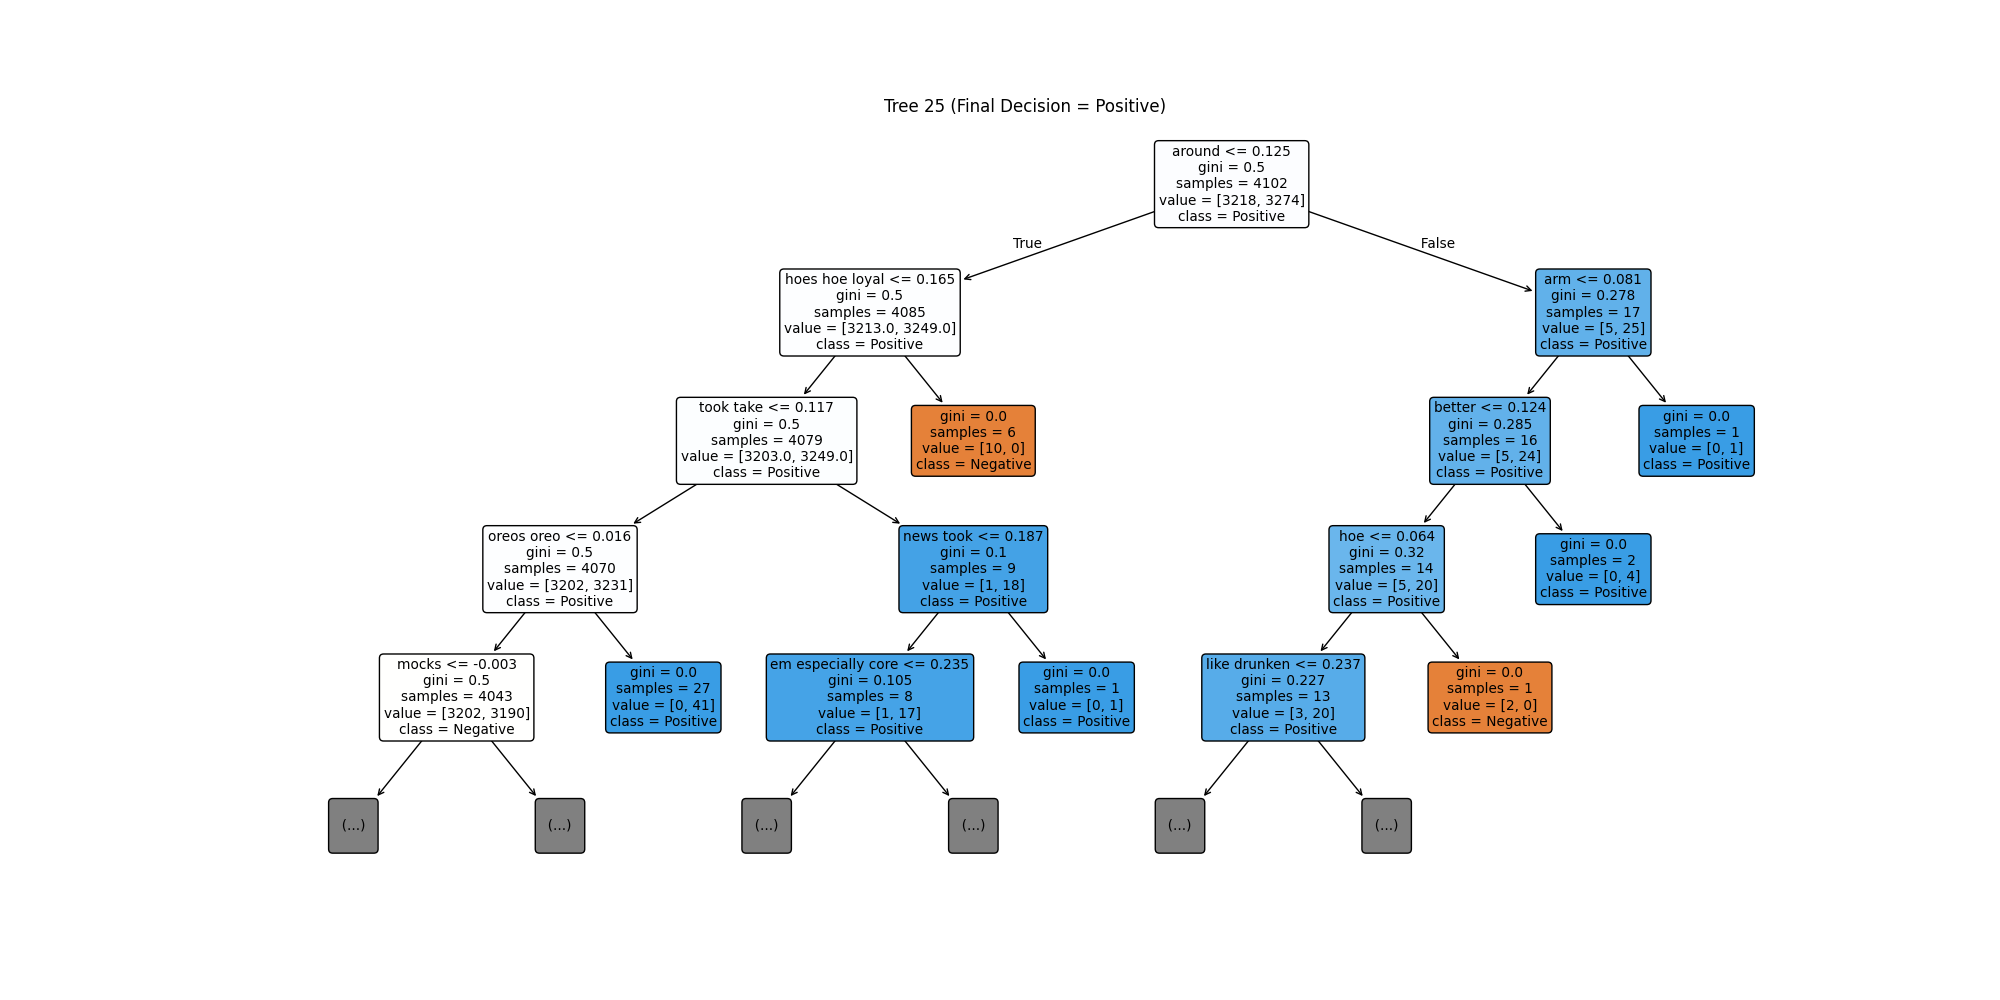 Tree 25 (Final Decision = Positive)
around <= 0.125
gini = 0.5
samples = 4102
value = [3218, 3274]
class = Positive
True
False
hoes hoe loyal <= 0.165
gini = 0.5
samples = 4085
value = [3213.0, 3249.0]
class = Positive
arm <= 0.081
gini = 0.278
samples = 17
value = [5, 25]
class = Positive
took take <= 0.117
gini = 0.5
samples = 4079
value = [3203.0, 3249.0]
class = Positive
gini = 0.0
samples = 6
value = [10, 0]
class = Negative
better <= 0.124
gini = 0.285
samples = 16
value = [5, 24]
class = Positive
gini = 0.0
samples = 1
value = [0, 1]
class = Positive
oreos oreo <= 0.016
gini = 0.5
samples = 4070
value = [3202, 3231]
class = Positive
news took <= 0.187
gini = 0.1
samples = 9
value = [1, 18]
class = Positive
hoe <= 0.064
gini = 0.32
samples = 14
value = [5, 20]
class = Positive
gini = 0.0
samples = 2
value = [0, 4]
class = Positive
mocks <= -0.003
gini = 0.5
samples = 4043
value = [3202, 3190]
class = Negative
gini = 0.0
samples = 27
value = [0, 41]
class = Positive
em especially core <= 0.235
gini = 0.105
samples = 8
value = [1, 17]
class = Positive
gini = 0.0
samples = 1
value = [0, 1]
class = Positive
like drunken <= 0.237
gini = 0.227
samples = 13
value = [3, 20]
class = Positive
gini = 0.0
samples = 1
value = [2, 0]
class = Negative
(...)
(...)
(...)
(...)
(...)
(...)